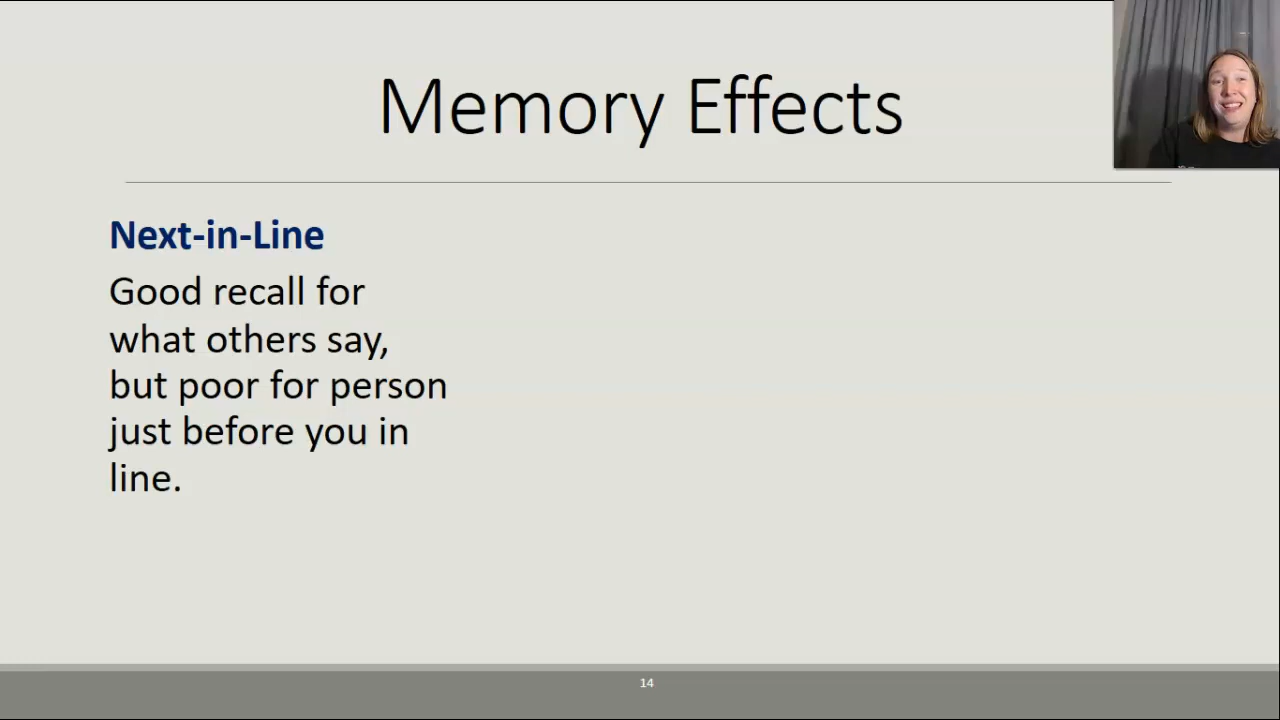 Memory Effects
Next-in-Line
Good recall for
what others say,
but poor for person
just before you in
line.
14